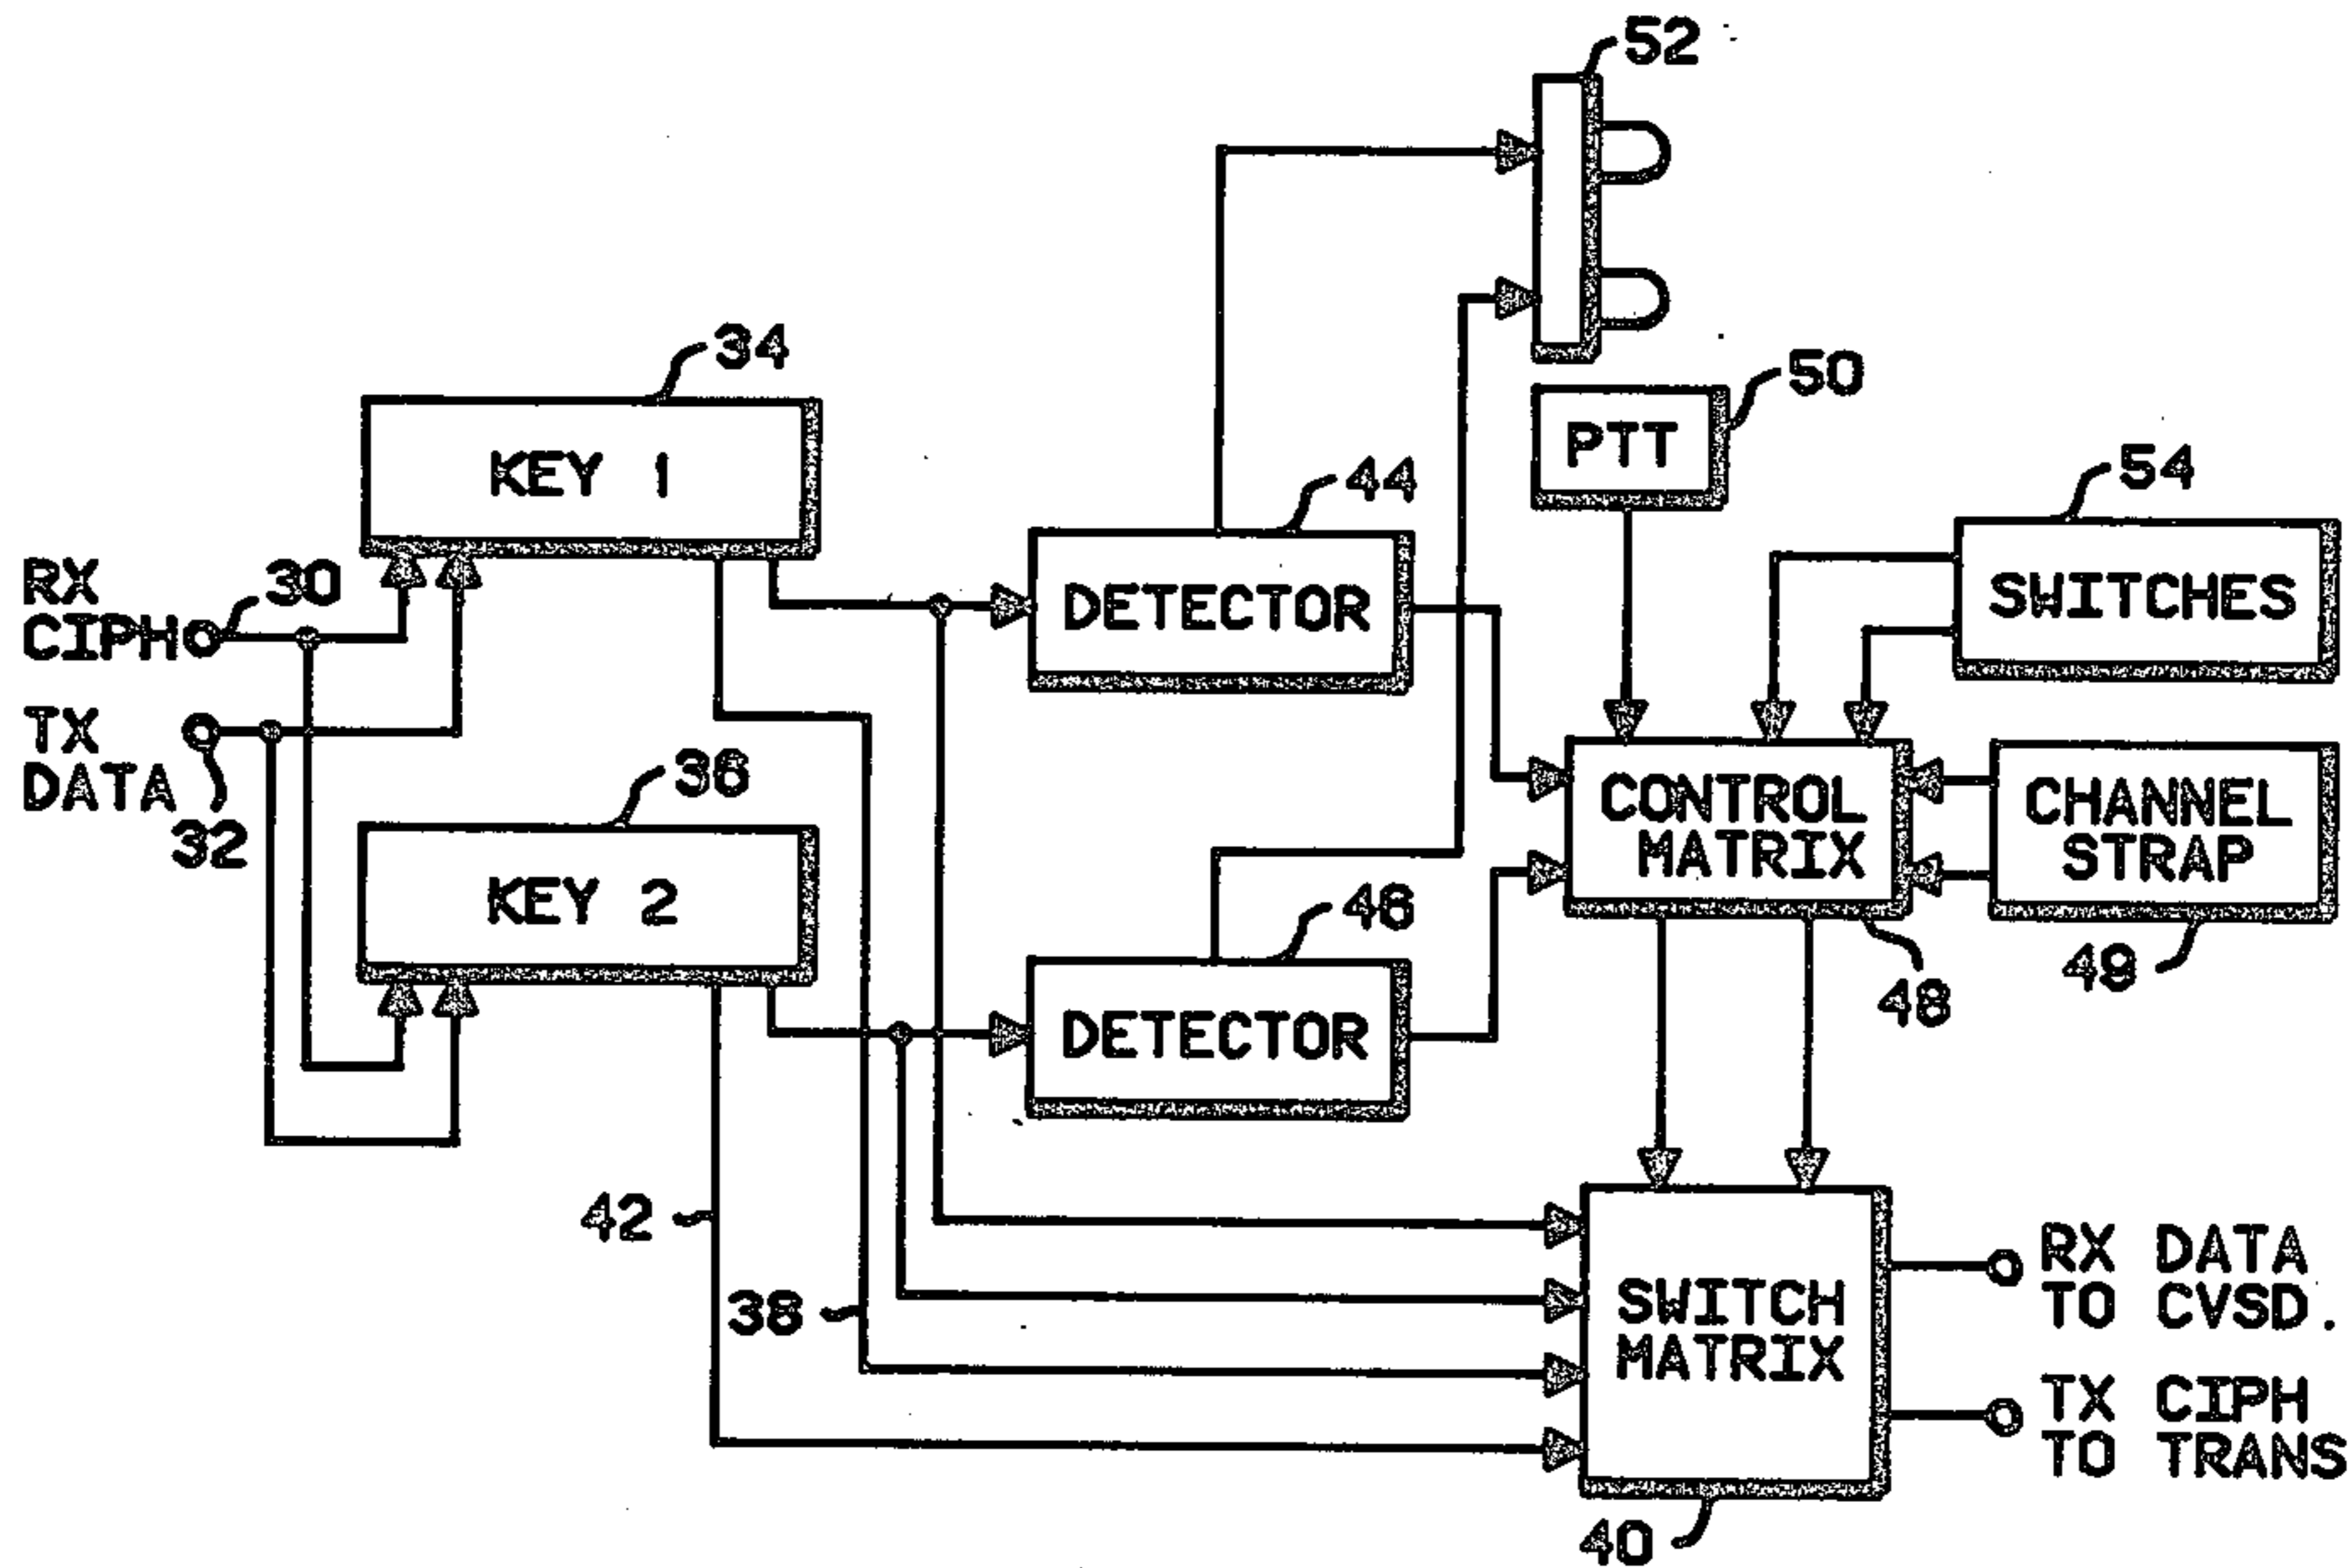 52
34
KEY 1
50
PTT
44
54
DETECTOR
SWITCHES
RX
CIPH
30
TX
DATA
32
36
KEY 2
CONTROL
MATRIX
CHANNEL
STRAP
46
DETECTOR
48
49
42
38
SWITCH
MATRIX
RX DATA
TO CVSD.
TX CIPH
TO TRANS
40